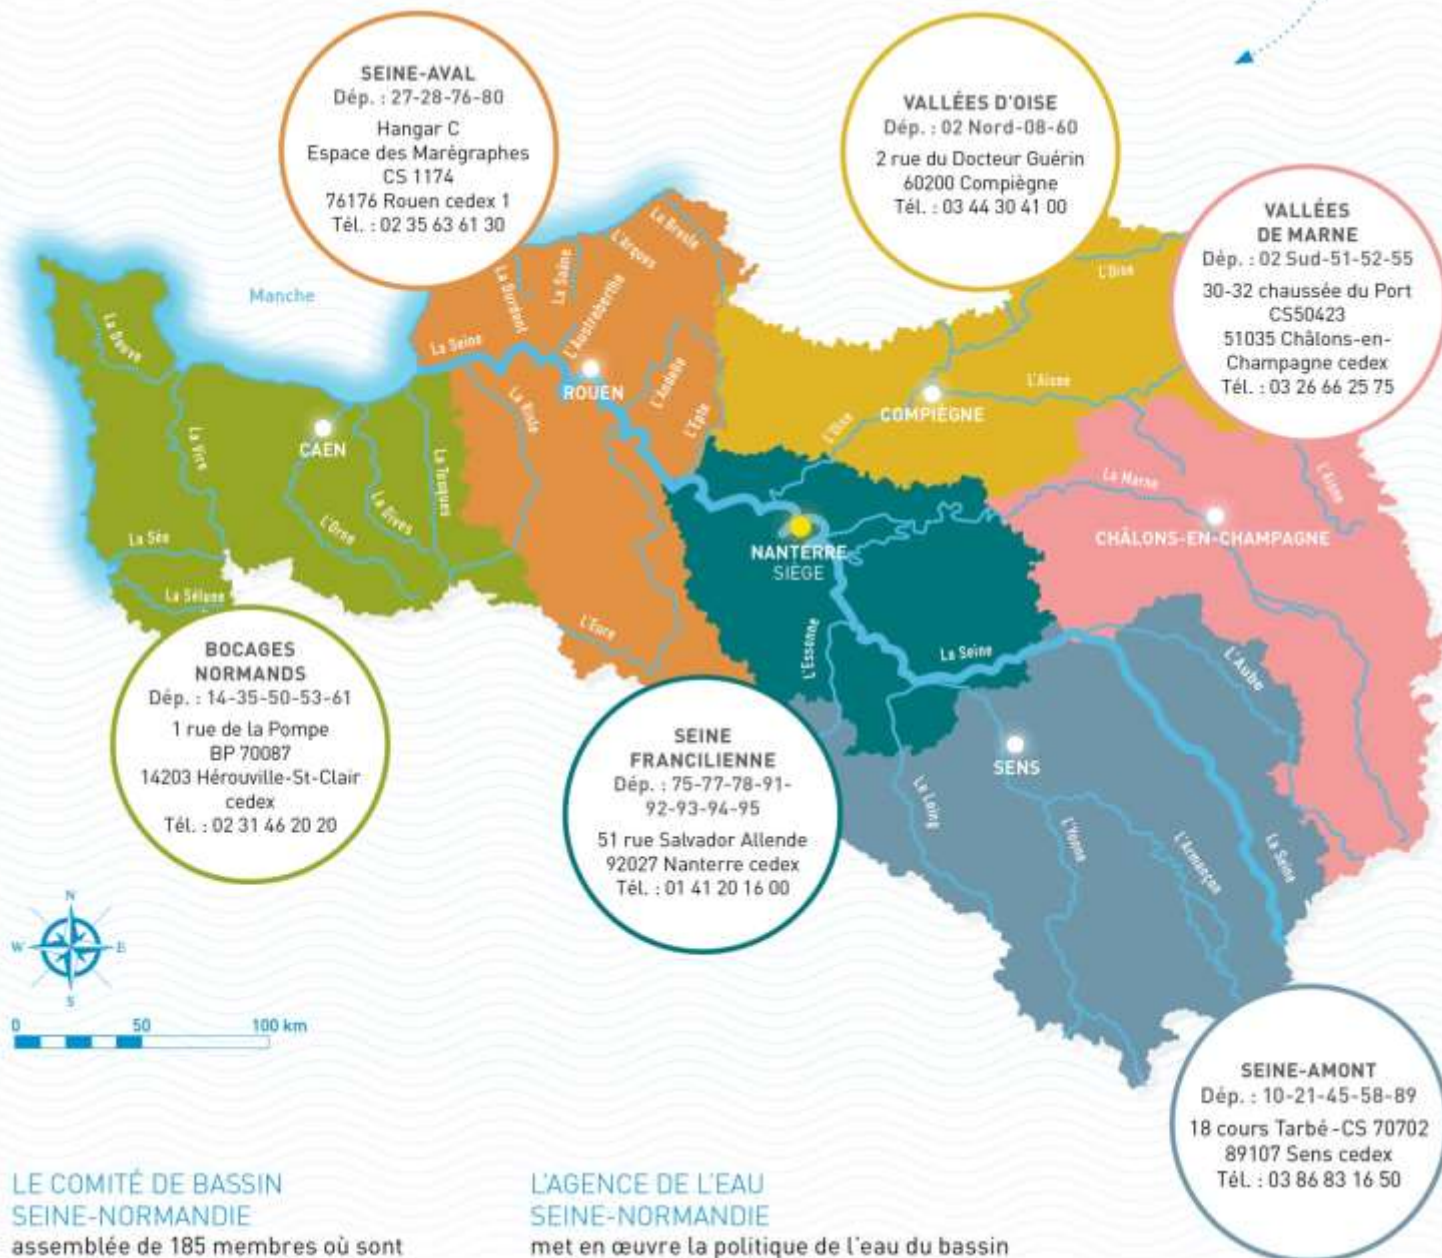 SEINE-AVAL
Dép. : 27-28-76-80
Hangar C
Espace des Marégraphes
CS 1174
76176 Rouen cedex 1
Tél. : 02 35 63 61 30
VALLÉES D'OISE
Dép. : 02 Nord-08-60
2 rue du Docteur Guérin
60200 Compiègne
Tél. : 03 44 30 41 00
VALLÉES
DE MARNE
Dép. : 02 Sud-51-52-55
30-32 chaussée du Port
CS50423
51035 Châlons-en-
Champagne cedex
Tél. : 03 26 66 25 75
Manche
La Douve
La Vire
La Sée
La Sélune
CAEN
L'Orne
La Dives
La Touques
La Seine
La Durdent
La Saâne
L'Austreberthe
L'Arques
La Bresle
ROUEN
La Risle
L'Andelle
L'Epte
L'Eure
L'Oise
COMPIÈGNE
L'Aisne
L'Oise
La Marne
L'Aisne
CHÂLONS-EN-CHAMPAGNE
NANTERRE
SIÈGE
L'Essonne
La Seine
L'Aube
SENS
Le Loing
L'Yonne
L'Armançon
La Seine
BOCAGES
NORMANDS
Dép. : 14-35-50-53-61
1 rue de la Pompe
BP 70087
14203 Hérouville-St-Clair
cedex
Tél. : 02 31 46 20 20
SEINE
FRANCILIENNE
Dép. : 75-77-78-91-
92-93-94-95
51 rue Salvador Allende
92027 Nanterre cedex
Tél. : 01 41 20 16 00
N
W E
S
0 50 100 km
SEINE-AMONT
Dép. : 10-21-45-58-89
18 cours Tarbé -CS 70702
89107 Sens cedex
Tél. : 03 86 83 16 50
LE COMITÉ DE BASSIN
SEINE-NORMANDIE
assemblée de 185 membres où sont
L'AGENCE DE L'EAU
SEINE-NORMANDIE
met en œuvre la politique de l'eau du bassin